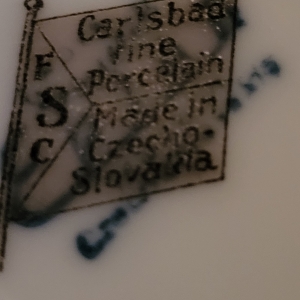 Carlsbad
Fine
Porcelain
Made in
Czecho-
Slovakia
F
S
C